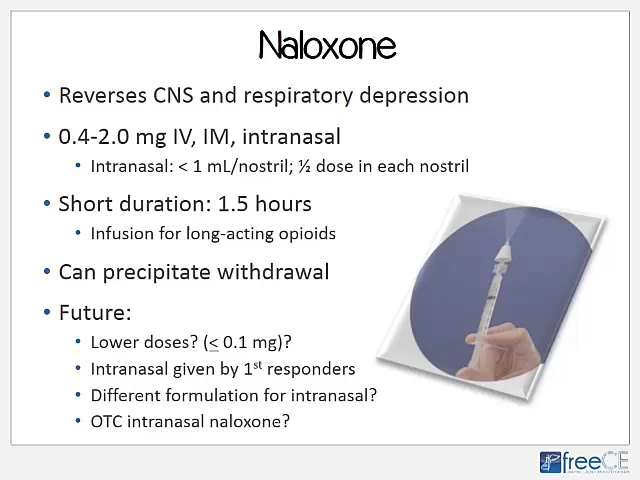 Naloxone
• Reverses CNS and respiratory depression
• 0.4-2.0 mg IV, IM, intranasal
• Intranasal: < 1 mL/nostril; ½ dose in each nostril
• Short duration: 1.5 hours
• Infusion for long-acting opioids
• Can precipitate withdrawal
• Future:
• Lower doses? (≤ 0.1 mg)?
• Intranasal given by 1st responders
• Different formulation for intranasal?
• OTC intranasal naloxone?
freeCE